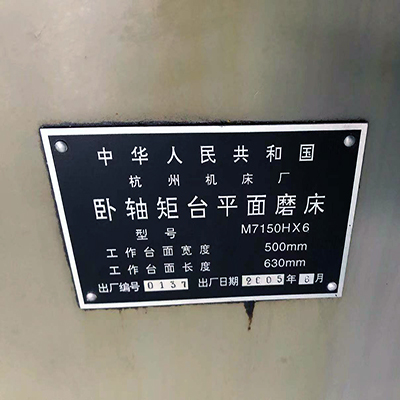 中华人民共和国
杭州机床厂
卧轴矩台平面磨床
型号 M7150HX6
工作台面宽度 500mm
工作台面长度 630mm
出厂编号 0137 出厂日期 2005年6月